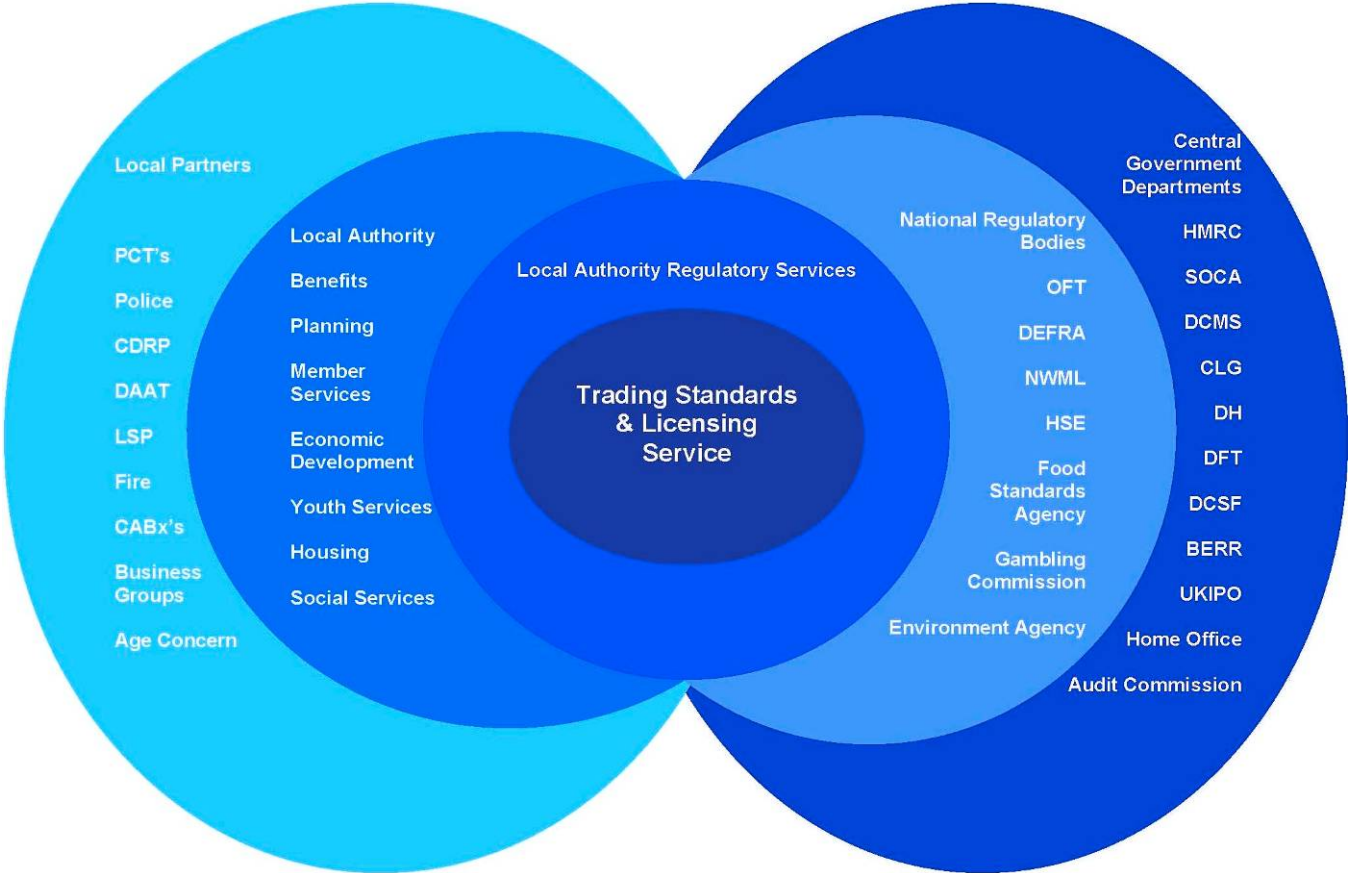 Local Partners
PCT's
Police
CDRP
DAAT
LSP
Fire
CABx's
Business
Groups
Age Concern
Local Authority
Benefits
Planning
Member
Services
Economic
Development
Youth Services
Housing
Social Services
Local Authority Regulatory Services
Trading Standards
& Licensing
Service
National Regulatory
Bodies
OFT
DEFRA
NWML
HSE
Food
Standards
Agency
Gambling
Commission
Environment Agency
Central
Government
Departments
HMRC
SOCA
DCMS
CLG
DH
DFT
DCSF
BERR
UKIPO
Home Office
Audit Commission